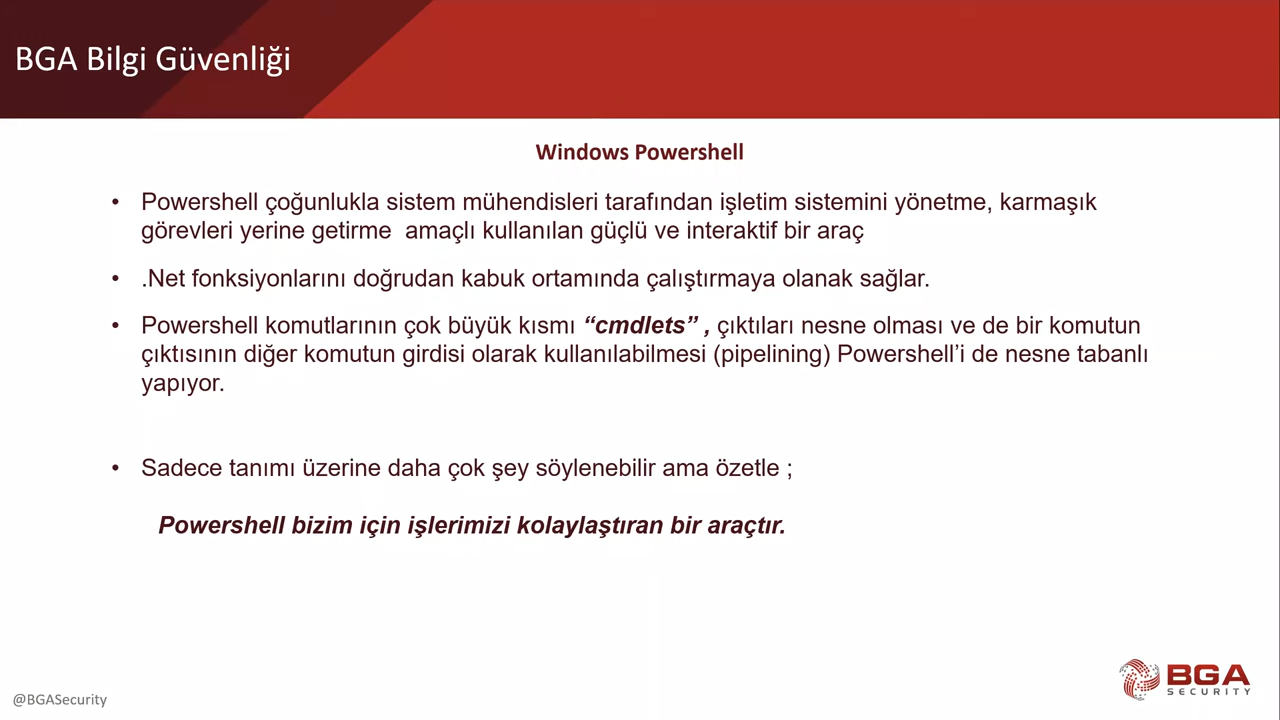 BGA Bilgi Güvenliği
Windows Powershell
• Powershell çoğunlukla sistem mühendisleri tarafından işletim sistemini yönetme, karmaşık
görevleri yerine getirme amaçlı kullanılan güçlü ve interaktif bir araç
• .Net fonksiyonlarını doğrudan kabuk ortamında çalıştırmaya olanak sağlar.
• Powershell komutlarının çok büyük kısmı “cmdlets” , çıktıları nesne olması ve de bir komutun
çıktısının diğer komutun girdisi olarak kullanılabilmesi (pipelining) Powershell’i de nesne tabanlı
yapıyor.
• Sadece tanımı üzerine daha çok şey söylenebilir ama özetle ;
Powershell bizim için işlerimizi kolaylaştıran bir araçtır.
BGA
SECURITY
@BGASecurity